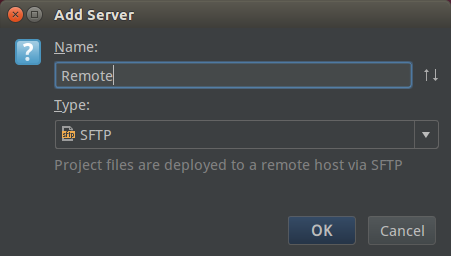 Add Server
Name:
Remote
Type:
SFTP
Project files are deployed to a remote host via SFTP
OK
Cancel